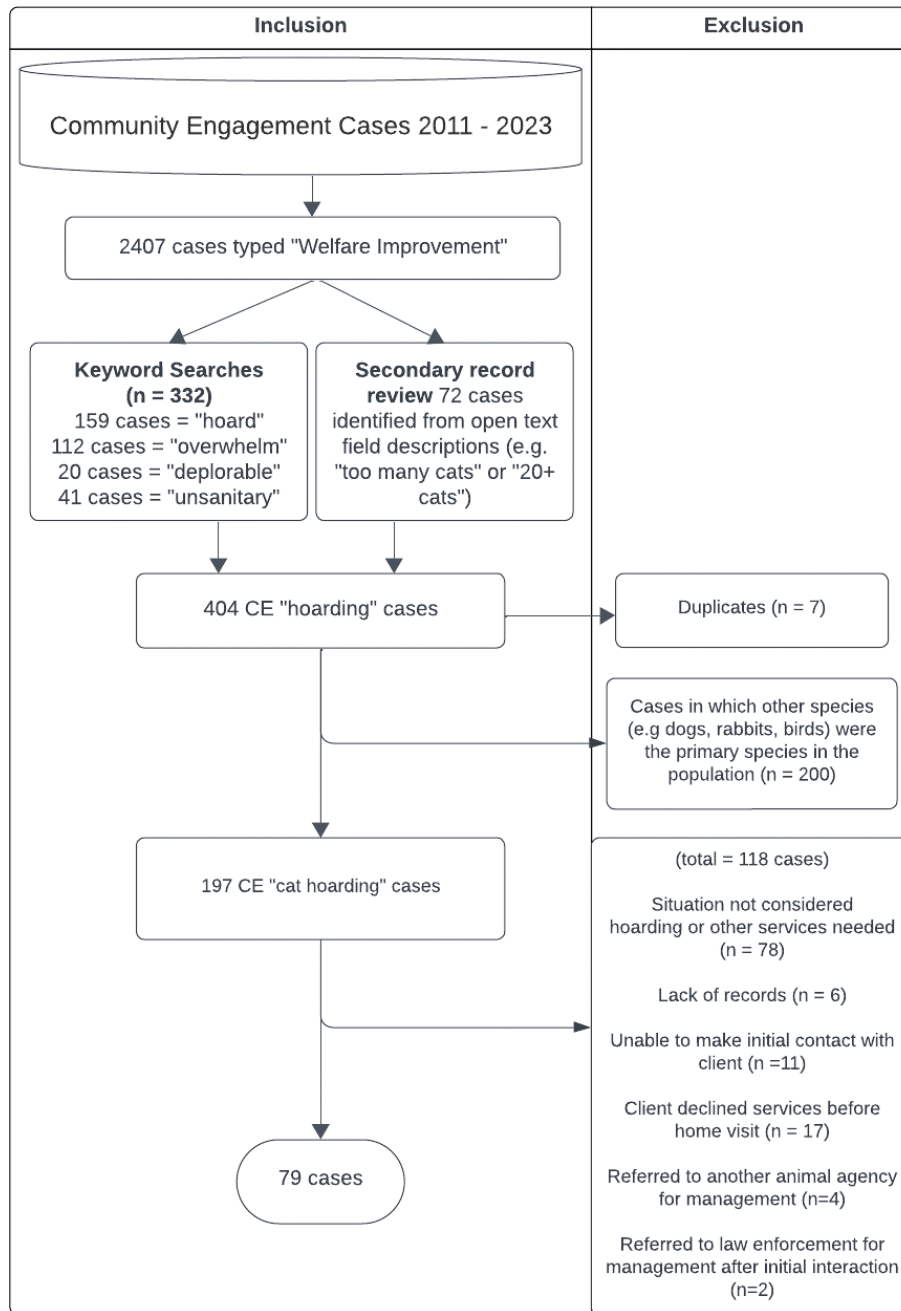 Inclusion
Exclusion
Community Engagement Cases 2011 - 2023
2407 cases typed "Welfare Improvement"
Keyword Searches
(n = 332)
159 cases = "hoard"
112 cases = "overwhelm"
20 cases = "deplorable"
41 cases = "unsanitary"
Secondary record
review 72 cases
identified from open text
field descriptions (e.g.
"too many cats" or "20+
cats")
404 CE "hoarding" cases
Duplicates (n = 7)
Cases in which other species
(e.g dogs, rabbits, birds) were
the primary species in the
population (n = 200)
197 CE "cat hoarding" cases
(total = 118 cases)
Situation not considered
hoarding or other services needed
(n = 78)
Lack of records (n = 6)
Unable to make initial contact with
client (n =11)
Client declined services before
home visit (n = 17)
Referred to another animal agency
for management (n=4)
Referred to law enforcement for
management after initial interaction
(n=2)
79 cases